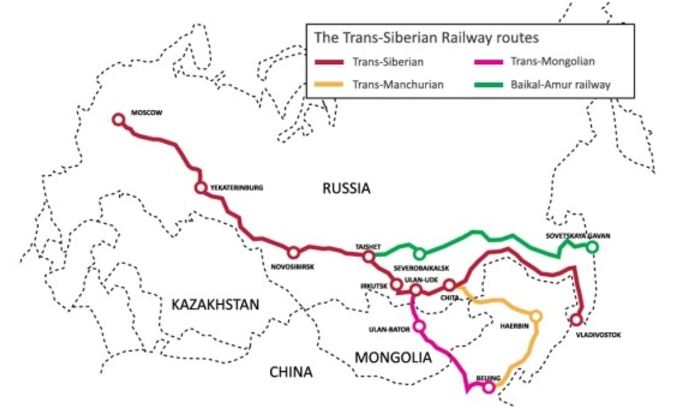 The Trans-Siberian Railway routes
Trans-Siberian
Trans-Mongolian
Trans-Manchurian
Baikal-Amur railway
MOSCOW
YEKATERINBURG
RUSSIA
SOVETSKAYA GAVAN
TAISHET
NOVOSIBIRSK
SEVEROBAIKALSK
IRKUTSK
ULAN-UDE
CHITA
KAZAKHSTAN
ULAN-BATOR
HAERBIN
VLADIVOSTOK
MONGOLIA
CHINA
BEIJING